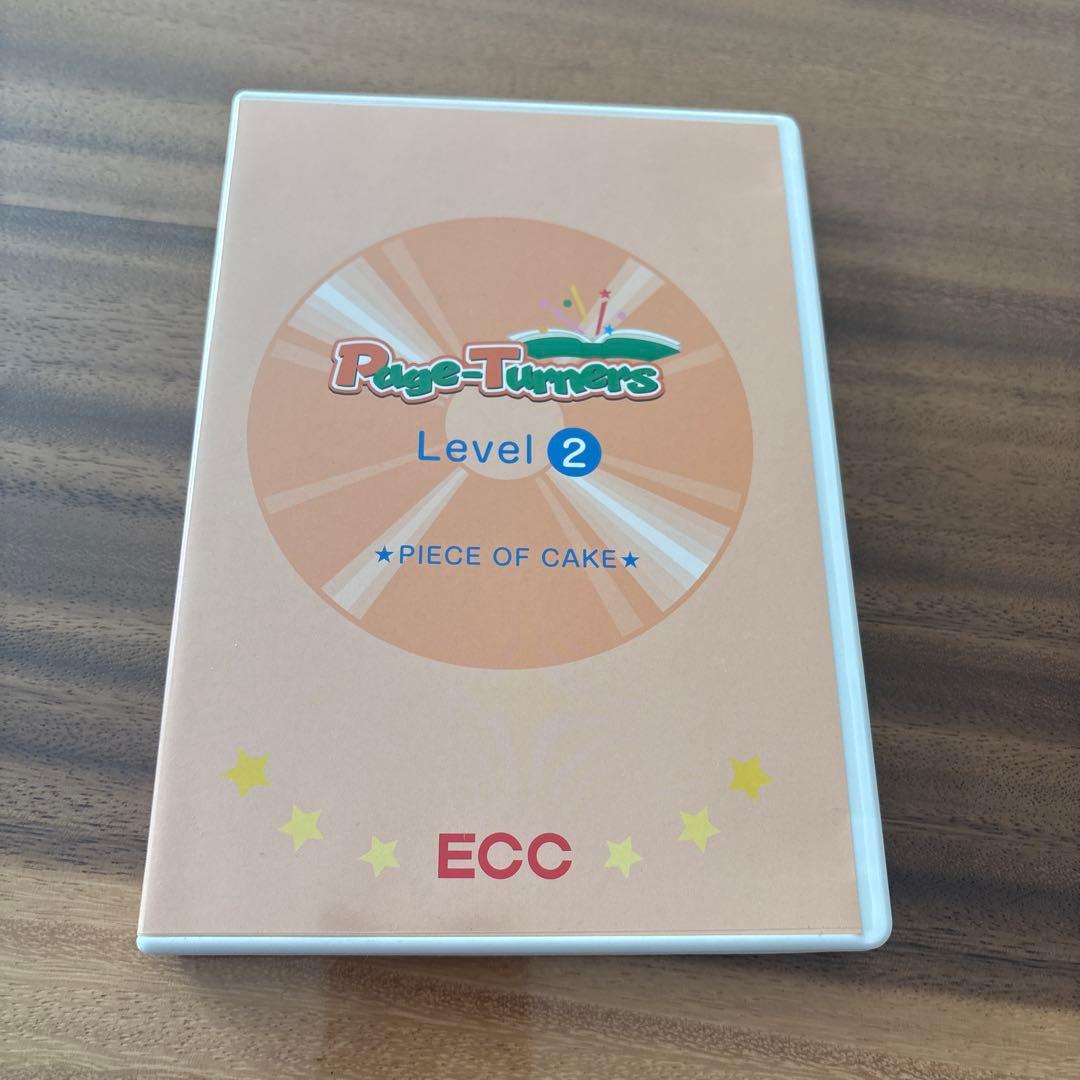 Page-Turners
Level 2
★PIECE OF CAKE★
ECC